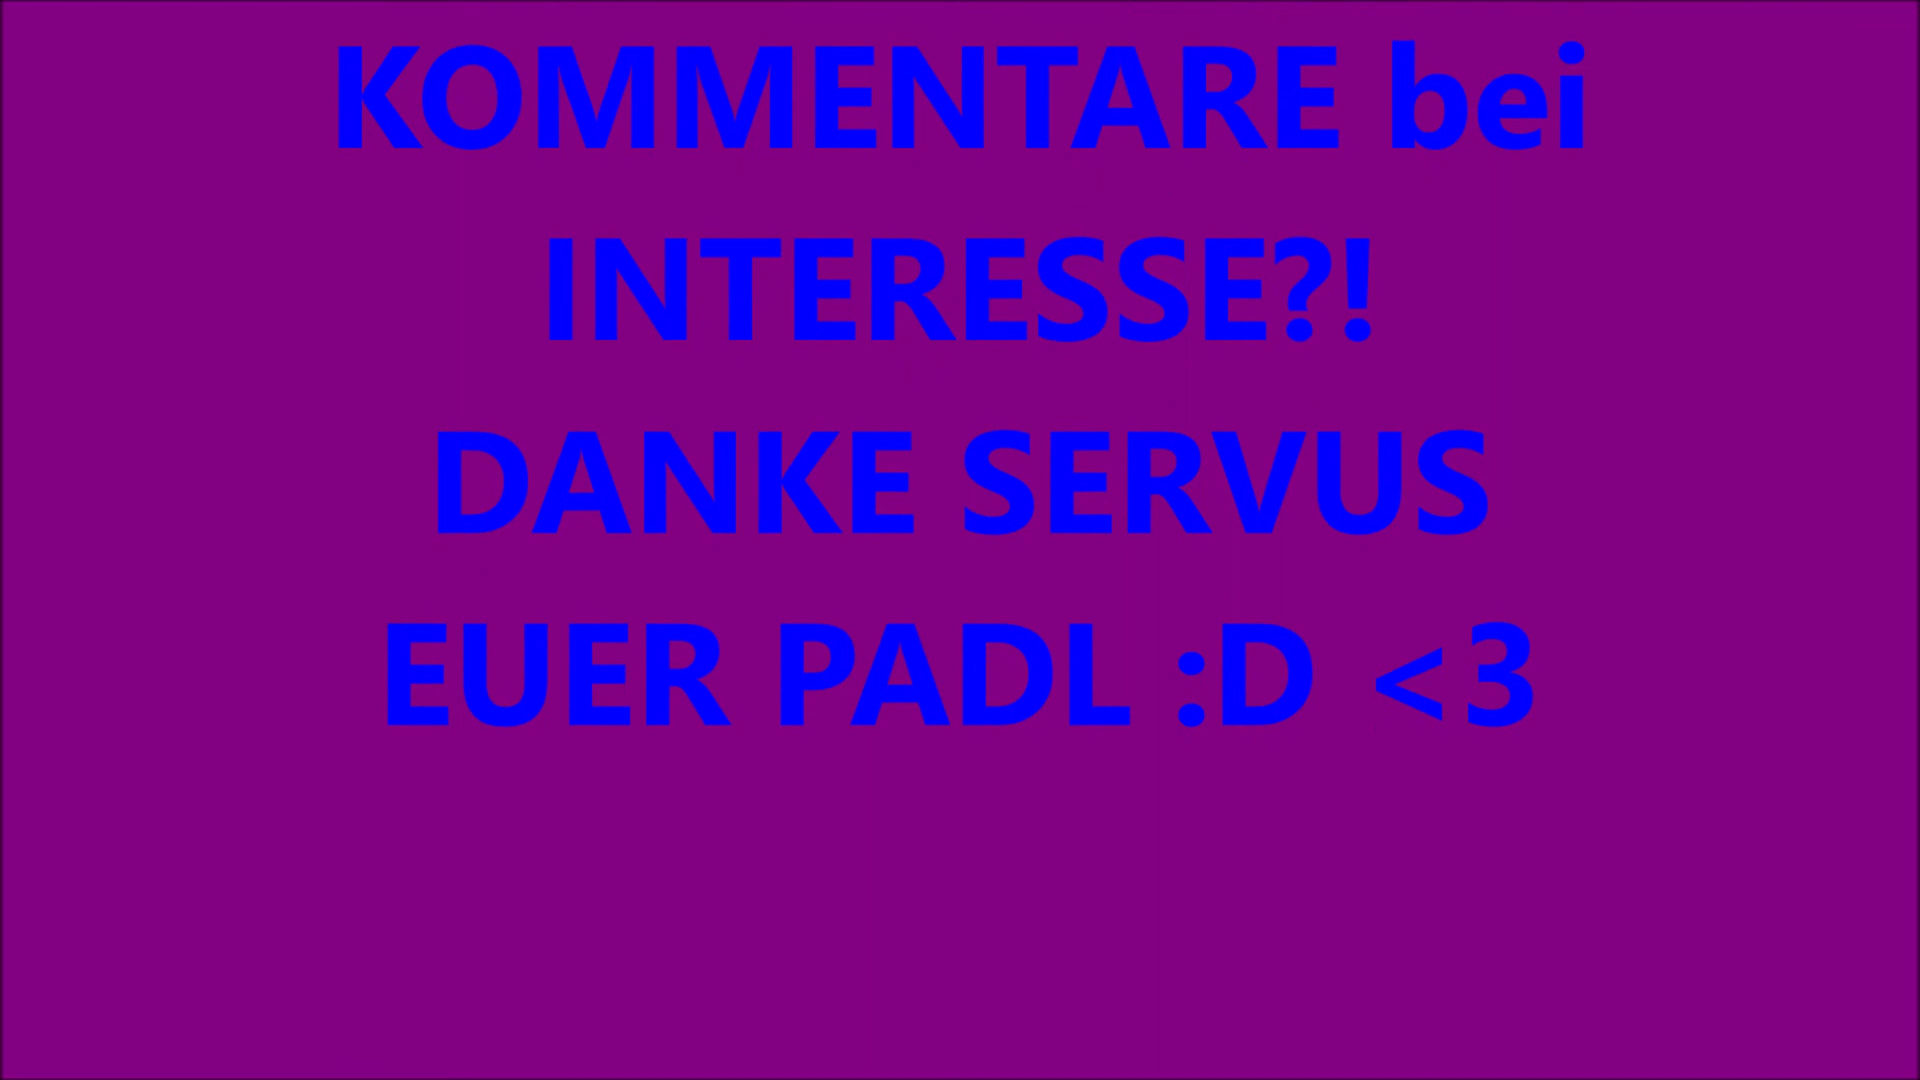 KOMMENTARE bei
INTERESSE?!
DANKE SERVUS
EUER PADL :D <3